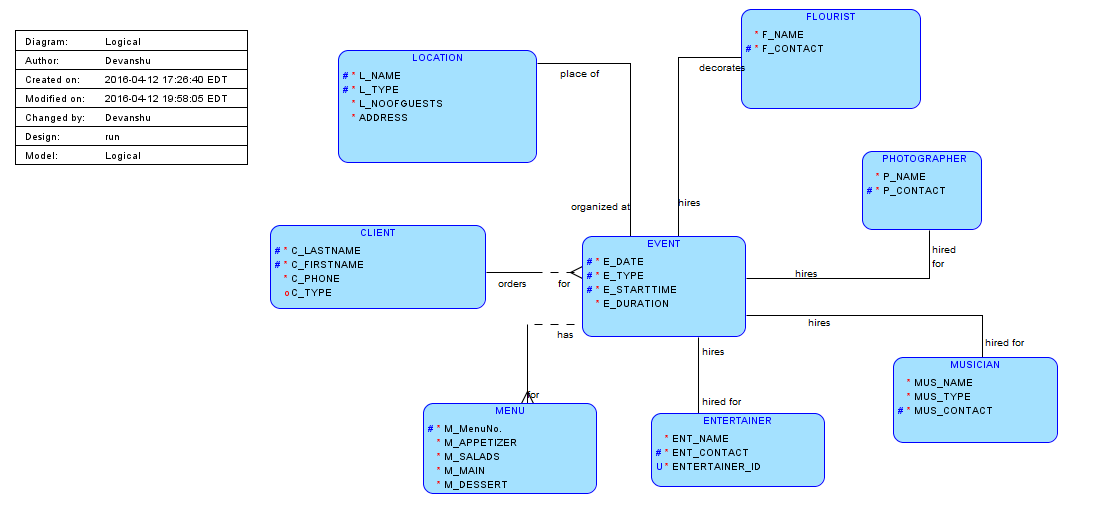 Diagram: Logical
Author: Devanshu
Created on: 2016-04-12 17:26:40 EDT
Modified on: 2016-04-12 19:58:05 EDT
Changed by: Devanshu
Design: run
Model: Logical
LOCATION
# * L_NAME
# * L_TYPE
* L_NOOFGUESTS
* ADDRESS
place of
organized at
FLOURIST
* F_NAME
# * F_CONTACT
decorates
hires
PHOTOGRAPHER
* P_NAME
# * P_CONTACT
hired
for
hires
CLIENT
# * C_LASTNAME
# * C_FIRSTNAME
* C_PHONE
o C_TYPE
orders
for
EVENT
# * E_DATE
# * E_TYPE
# * E_STARTTIME
* E_DURATION
hires
hired for
MUSICIAN
* MUS_NAME
* MUS_TYPE
# * MUS_CONTACT
has
for
MENU
# * M_MenuNo.
* M_APPETIZER
* M_SALADS
* M_MAIN
* M_DESSERT
hires
hired for
ENTERTAINER
* ENT_NAME
# * ENT_CONTACT
U * ENTERTAINER_ID